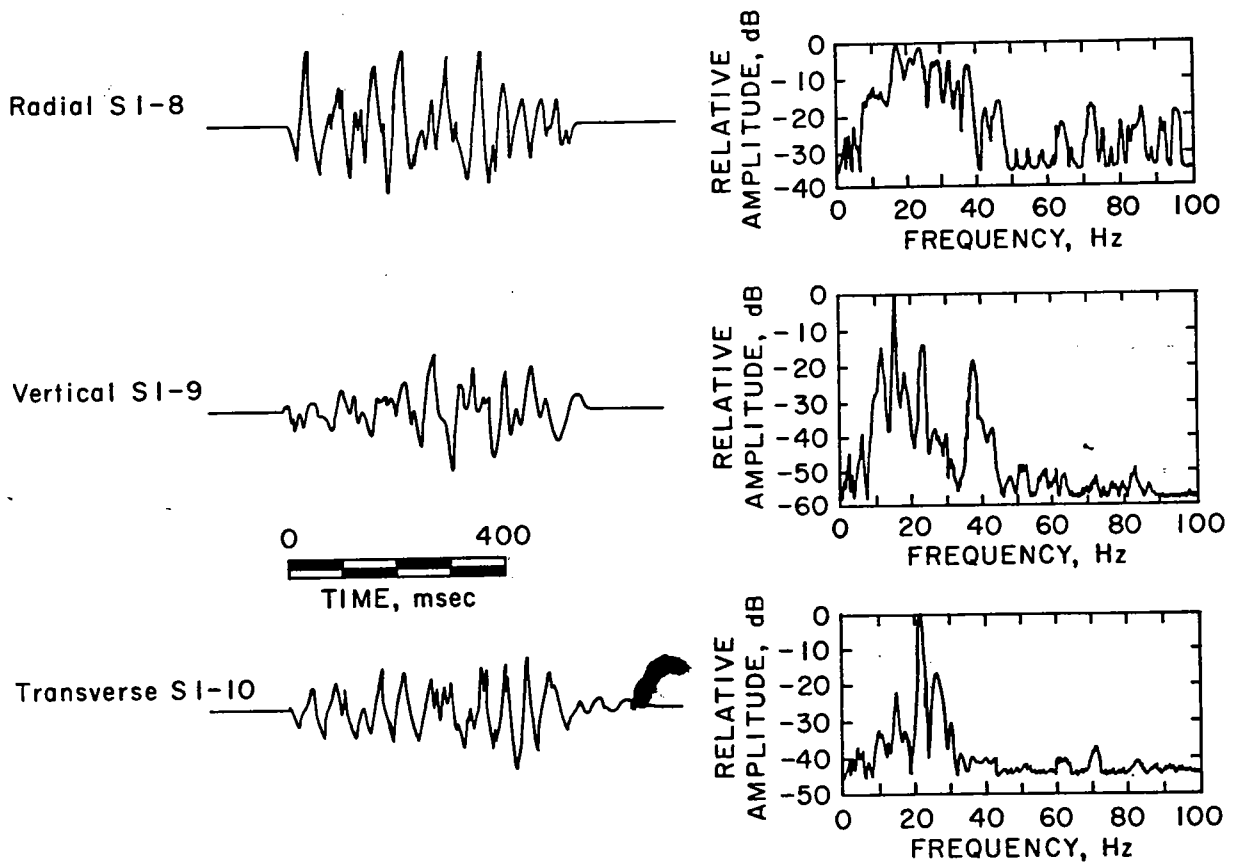 Radial S1-8
RELATIVE
AMPLITUDE, dB
0
-10
-20
-30
-40
0 20 40 60 80 100
FREQUENCY, Hz
Vertical S1-9
RELATIVE
AMPLITUDE, dB
0
-10
-20
-30
-40
-50
-60
0 20 40 60 80 100
FREQUENCY, Hz
0 400
TIME, msec
Transverse S1-10
RELATIVE
AMPLITUDE, dB
0
-10
-20
-30
-40
-50
0 20 40 60 80 100
FREQUENCY, Hz